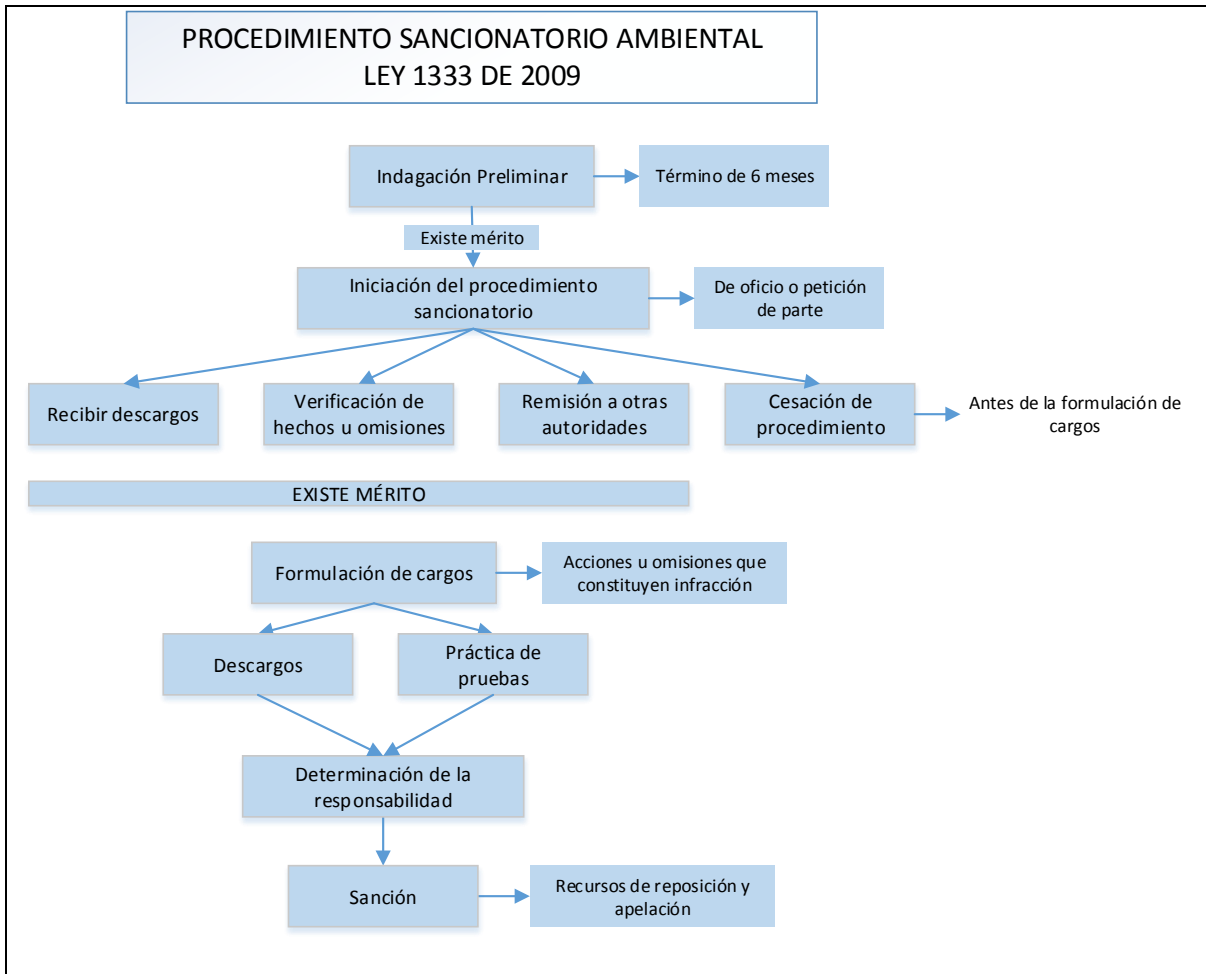 PROCEDIMIENTO SANCIONATORIO AMBIENTAL
LEY 1333 DE 2009
Indagación Preliminar
Término de 6 meses
Existe mérito
Iniciación del procedimiento
sancionatorio
De oficio o petición
de parte
Recibir descargos
Verificación de
hechos u omisiones
Remisión a otras
autoridades
Cesación de
procedimiento
Antes de la formulación de
cargos
EXISTE MÉRITO
Formulación de cargos
Acciones u omisiones que
constituyen infracción
Descargos
Práctica de
pruebas
Determinación de la
responsabilidad
Sanción
Recursos de reposición y
apelación